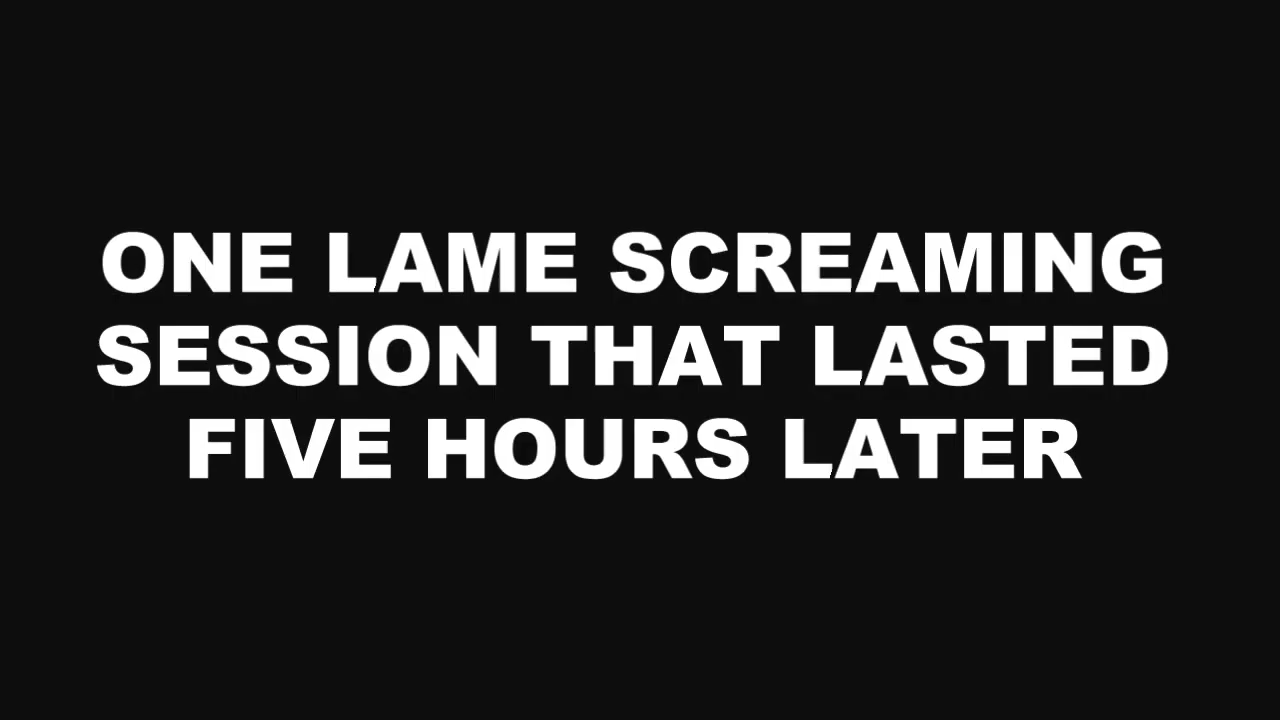 ONE LAME SCREAMING
SESSION THAT LASTED
FIVE HOURS LATER